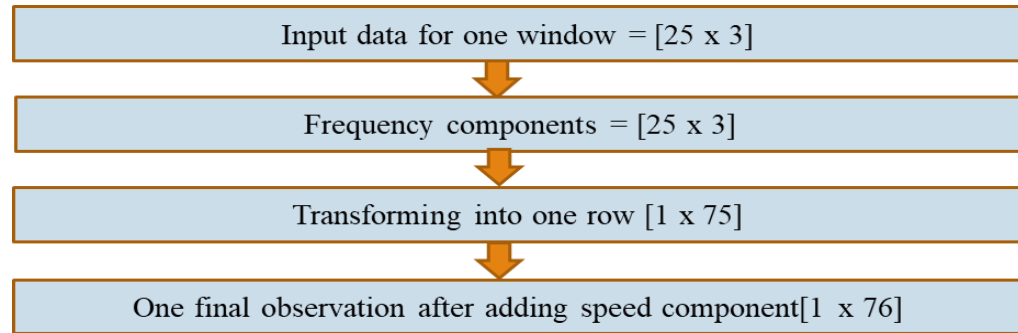 Input data for one window = [25 x 3]
Frequency components = [25 x 3]
Transforming into one row [1 x 75]
One final observation after adding speed component[1 x 76]